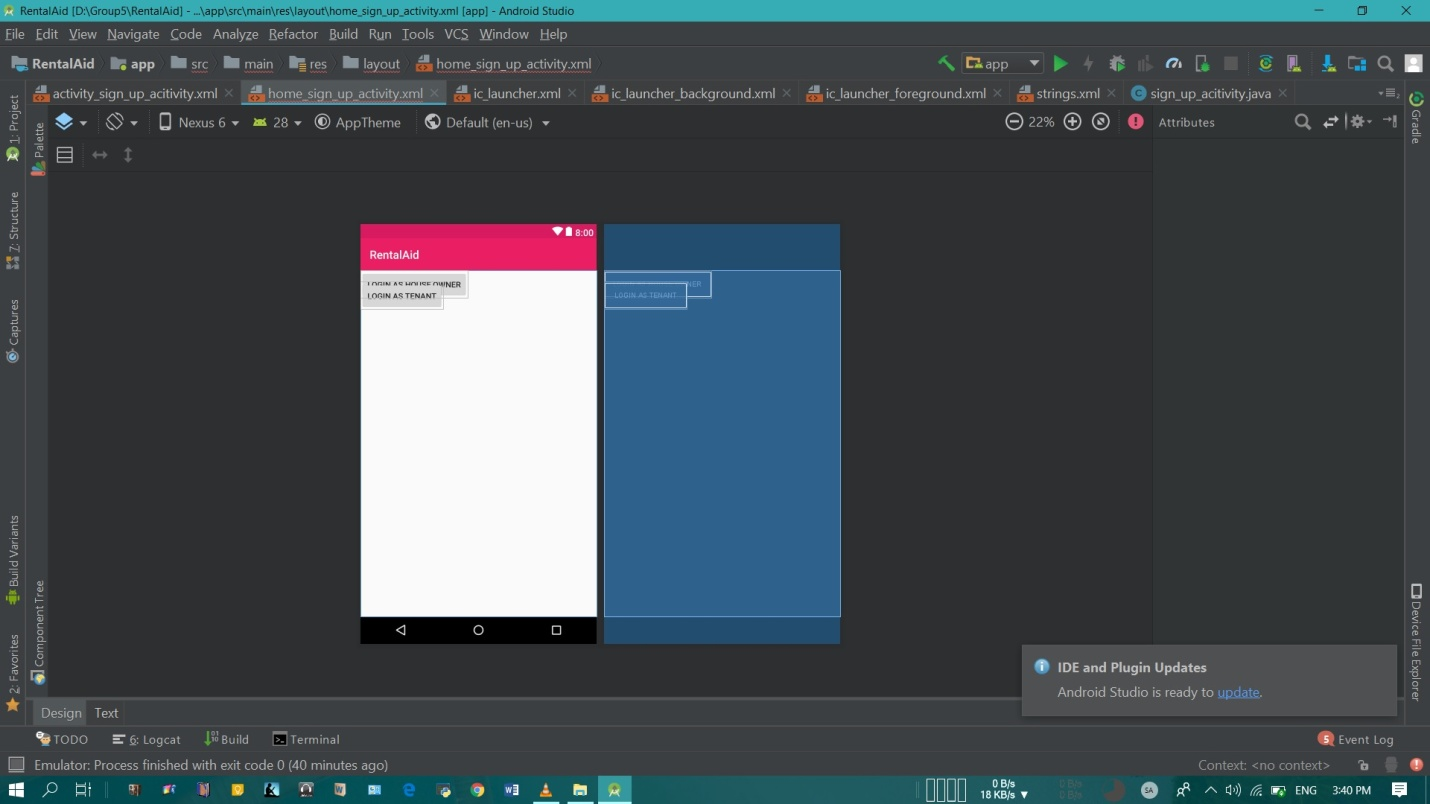 RentalAid [D:\Group5\RentalAid] - ...\app\src\main\res\layout\home_sign_up_activity.xml [app] - Android Studio
File Edit View Navigate Code Analyze Refactor Build Run Tools VCS Window Help
RentalAid app src main res layout home_sign_up_activity.xml app
activity_sign_up_acitivity.xml home_sign_up_activity.xml ic_launcher.xml ic_launcher_background.xml ic_launcher_foreground.xml strings.xml sign_up_acitivity.java
Nexus 6 28 AppTheme Default (en-us) 22% Attributes
1: Project
Palette
Gradle
7: Structure
Captures
Build Variants
Component Tree
2: Favorites
Device File Explorer
8:00
RentalAid
LOGIN AS HOUSE OWNER
LOGIN AS TENANT
NER
LOGIN AS TENANT
IDE and Plugin Updates
Android Studio is ready to update.
Design Text
TODO 6: Logcat Build Terminal 5 Event Log
Emulator: Process finished with exit code 0 (40 minutes ago) Context: <no context>
0 B/s 0 B/s
18 KB/s 0 B/s
SA ENG 3:40 PM